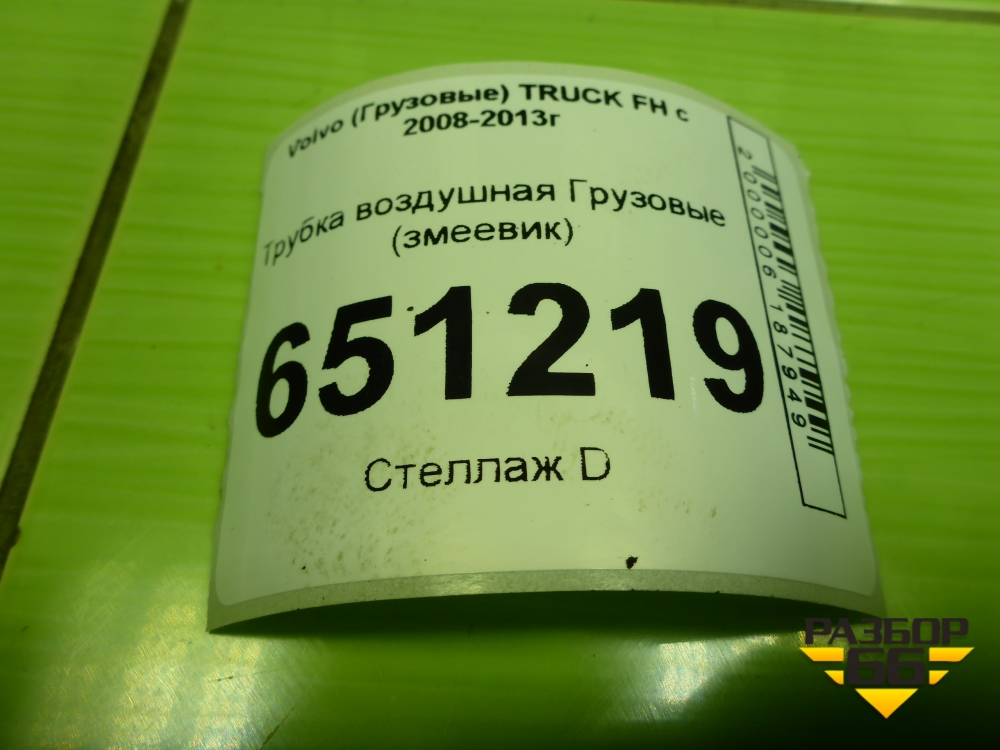 Volvo (Грузовые) TRUCK FH с
2008-2013г
Трубка воздушная Грузовые
(змеевик)
651219
Стеллаж D
2000006187949
РАЗБОР
66